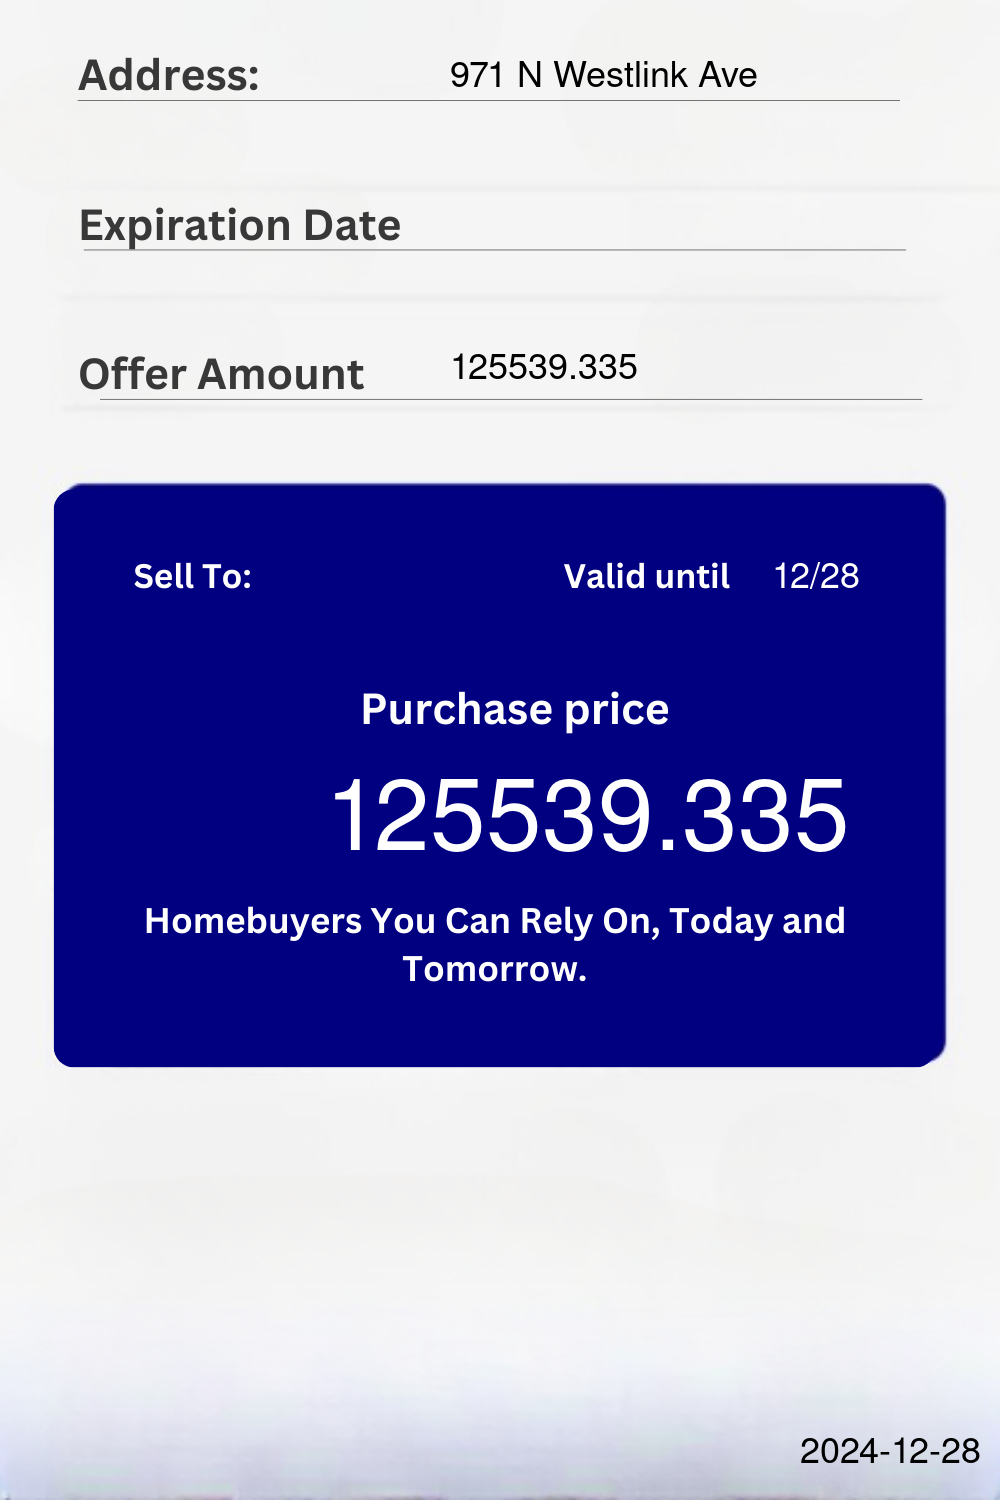 Address: 971 N Westlink Ave
Expiration Date
Offer Amount 125539.335
Sell To: Valid until 12/28
Purchase price
125539.335
Homebuyers You Can Rely On, Today and
Tomorrow.
2024-12-28